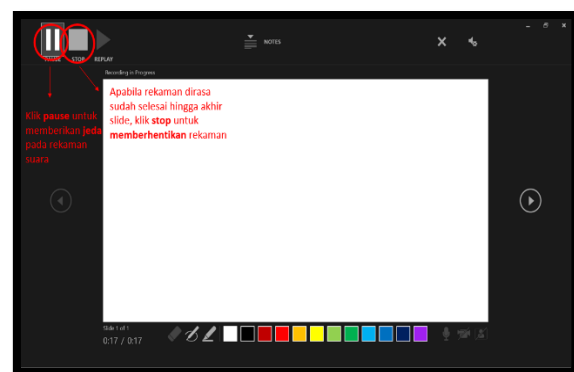 PAUSE STOP REPLAY
NOTES
Recording in Progress
Apabila rekaman dirasa
sudah selesai hingga akhir
slide, klik stop untuk
memberhentikan rekaman
Klik pause untuk
memberikan jeda
pada rekaman
suara
Slide 1 of 1
0:17 / 0:17